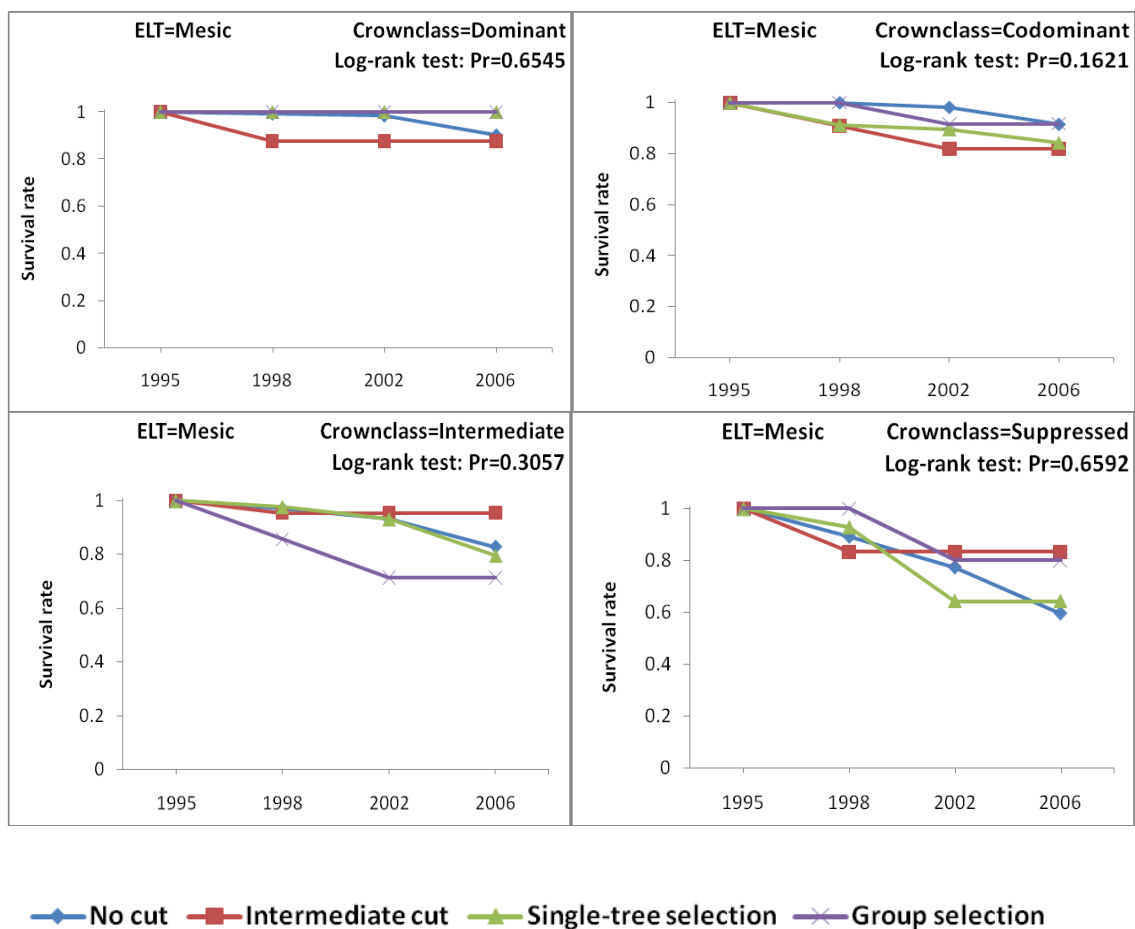 ELT=Mesic Crownclass=Dominant
Log-rank test: Pr=0.6545
1
0.8
0.6
0.4
0.2
0
Survival rate
1995 1998 2002 2006
ELT=Mesic Crownclass=Codominant
Log-rank test: Pr=0.1621
1
0.8
0.6
0.4
0.2
0
Survival rate
1995 1998 2002 2006
ELT=Mesic Crownclass=Intermediate
Log-rank test: Pr=0.3057
1
0.8
0.6
0.4
0.2
0
Survival rate
1995 1998 2002 2006
ELT=Mesic Crownclass=Suppressed
Log-rank test: Pr=0.6592
1
0.8
0.6
0.4
0.2
0
Survival rate
1995 1998 2002 2006
No cut Intermediate cut Single-tree selection Group selection